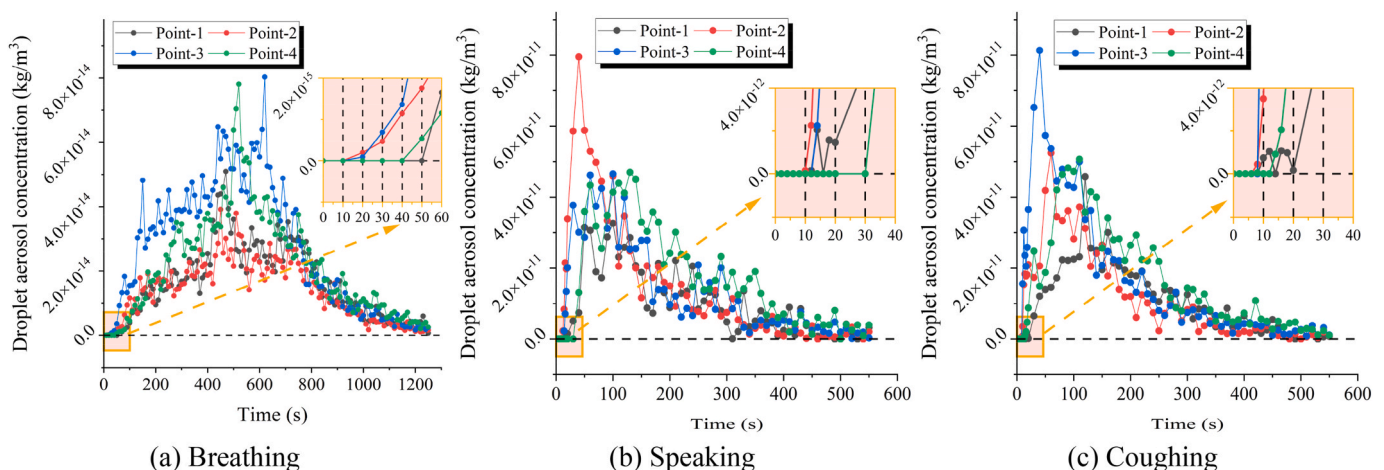 Point-1 Point-2
Point-3 Point-4
Droplet aerosol concentration (kg/m³)
8.0×10⁻¹⁴
6.0×10⁻¹⁴
4.0×10⁻¹⁴
2.0×10⁻¹⁴
0.0
2.0×10⁻¹⁵
0.0
0 10 20 30 40 50 60
0 200 400 600 800 1000 1200
Time (s)
(a) Breathing
Point-1 Point-2
Point-3 Point-4
Droplet aerosol concentration (kg/m³)
8.0×10⁻¹¹
6.0×10⁻¹¹
4.0×10⁻¹¹
2.0×10⁻¹¹
0.0
4.0×10⁻¹²
0.0
0 10 20 30 40
0 100 200 300 400 500 600
Time (s)
(b) Speaking
Point-1 Point-2
Point-3 Point-4
Droplet aerosol concentration (kg/m³)
8.0×10⁻¹¹
6.0×10⁻¹¹
4.0×10⁻¹¹
2.0×10⁻¹¹
0.0
4.0×10⁻¹²
0.0
0 10 20 30 40
0 100 200 300 400 500 600
Time (s)
(c) Coughing